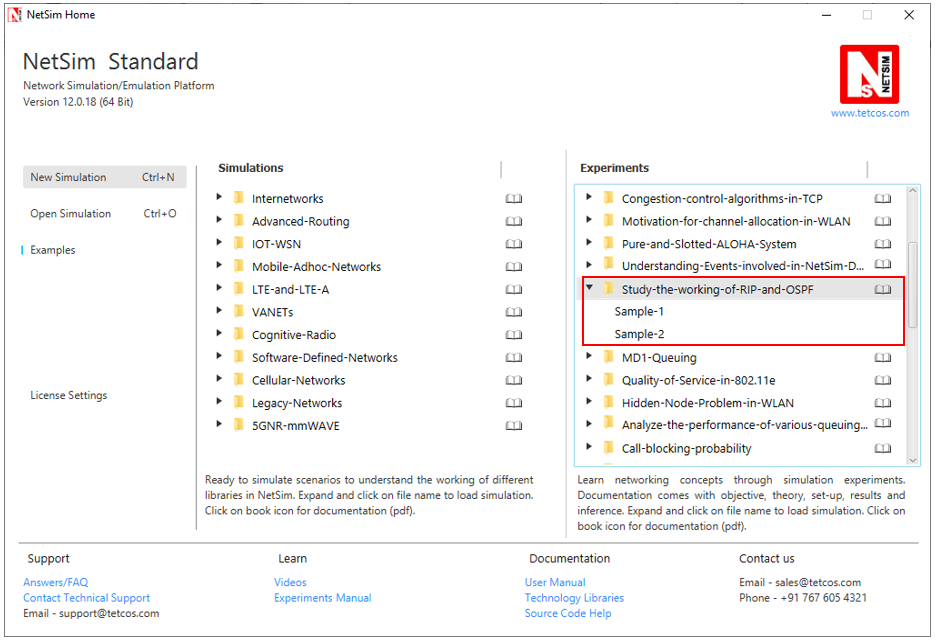 NetSim Home
NetSim Standard
Network Simulation/Emulation Platform
Version 12.0.18 (64 Bit)
NETSIM
www.tetcos.com
New Simulation Ctrl+N
Open Simulation Ctrl+O
Examples
License Settings
Simulations
Internetworks
Advanced-Routing
IOT-WSN
Mobile-Adhoc-Networks
LTE-and-LTE-A
VANETs
Cognitive-Radio
Software-Defined-Networks
Cellular-Networks
Legacy-Networks
5GNR-mmWAVE
Ready to simulate scenarios to understand the working of different
libraries in NetSim. Expand and click on file name to load simulation.
Click on book icon for documentation (pdf).
Experiments
Congestion-control-algorithms-in-TCP
Motivation-for-channel-allocation-in-WLAN
Pure-and-Slotted-ALOHA-System
Understanding-Events-involved-in-NetSim-D...
Study-the-working-of-RIP-and-OSPF
Sample-1
Sample-2
MD1-Queuing
Quality-of-Service-in-802.11e
Hidden-Node-Problem-in-WLAN
Analyze-the-performance-of-various-queuing...
Call-blocking-probability
Learn networking concepts through simulation experiments.
Documentation comes with objective, theory, set-up, results and
inference. Expand and click on file name to load simulation. Click on
book icon for documentation (pdf).
Support
Answers/FAQ
Contact Technical Support
Email - support@tetcos.com
Learn
Videos
Experiments Manual
Documentation
User Manual
Technology Libraries
Source Code Help
Contact us
Email - sales@tetcos.com
Phone - +91 767 605 4321